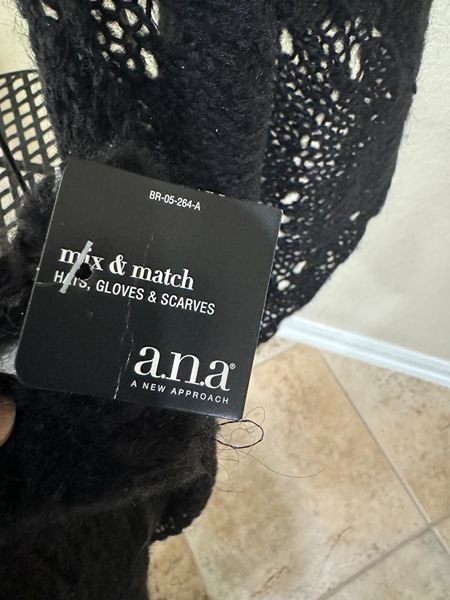 BR-05-264-A
mix & match
HATS, GLOVES & SCARVES
a.n.a®
A NEW APPROACH